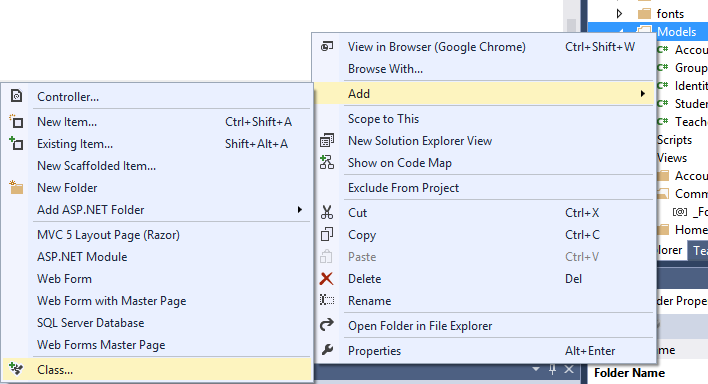 fonts
Models
View in Browser (Google Chrome) Ctrl+Shift+W
Browse With...
Add
Scope to This
New Solution Explorer View
Show on Code Map
Exclude From Project
Cut Ctrl+X
Copy Ctrl+C
Paste Ctrl+V
Delete Del
Rename
Open Folder in File Explorer
Properties Alt+Enter
Controller...
New Item... Ctrl+Shift+A
Existing Item... Shift+Alt+A
New Scaffolded Item...
New Folder
Add ASP.NET Folder
MVC 5 Layout Page (Razor)
ASP.NET Module
Web Form
Web Form with Master Page
SQL Server Database
Web Forms Master Page
Class...
C# Accou
C# Group
C# Identit
C# Studen
C# Teache
Scripts
Views
Accou
Comm
[@] _Fo
Home
lorer Tea
der Prope
me
Folder Name